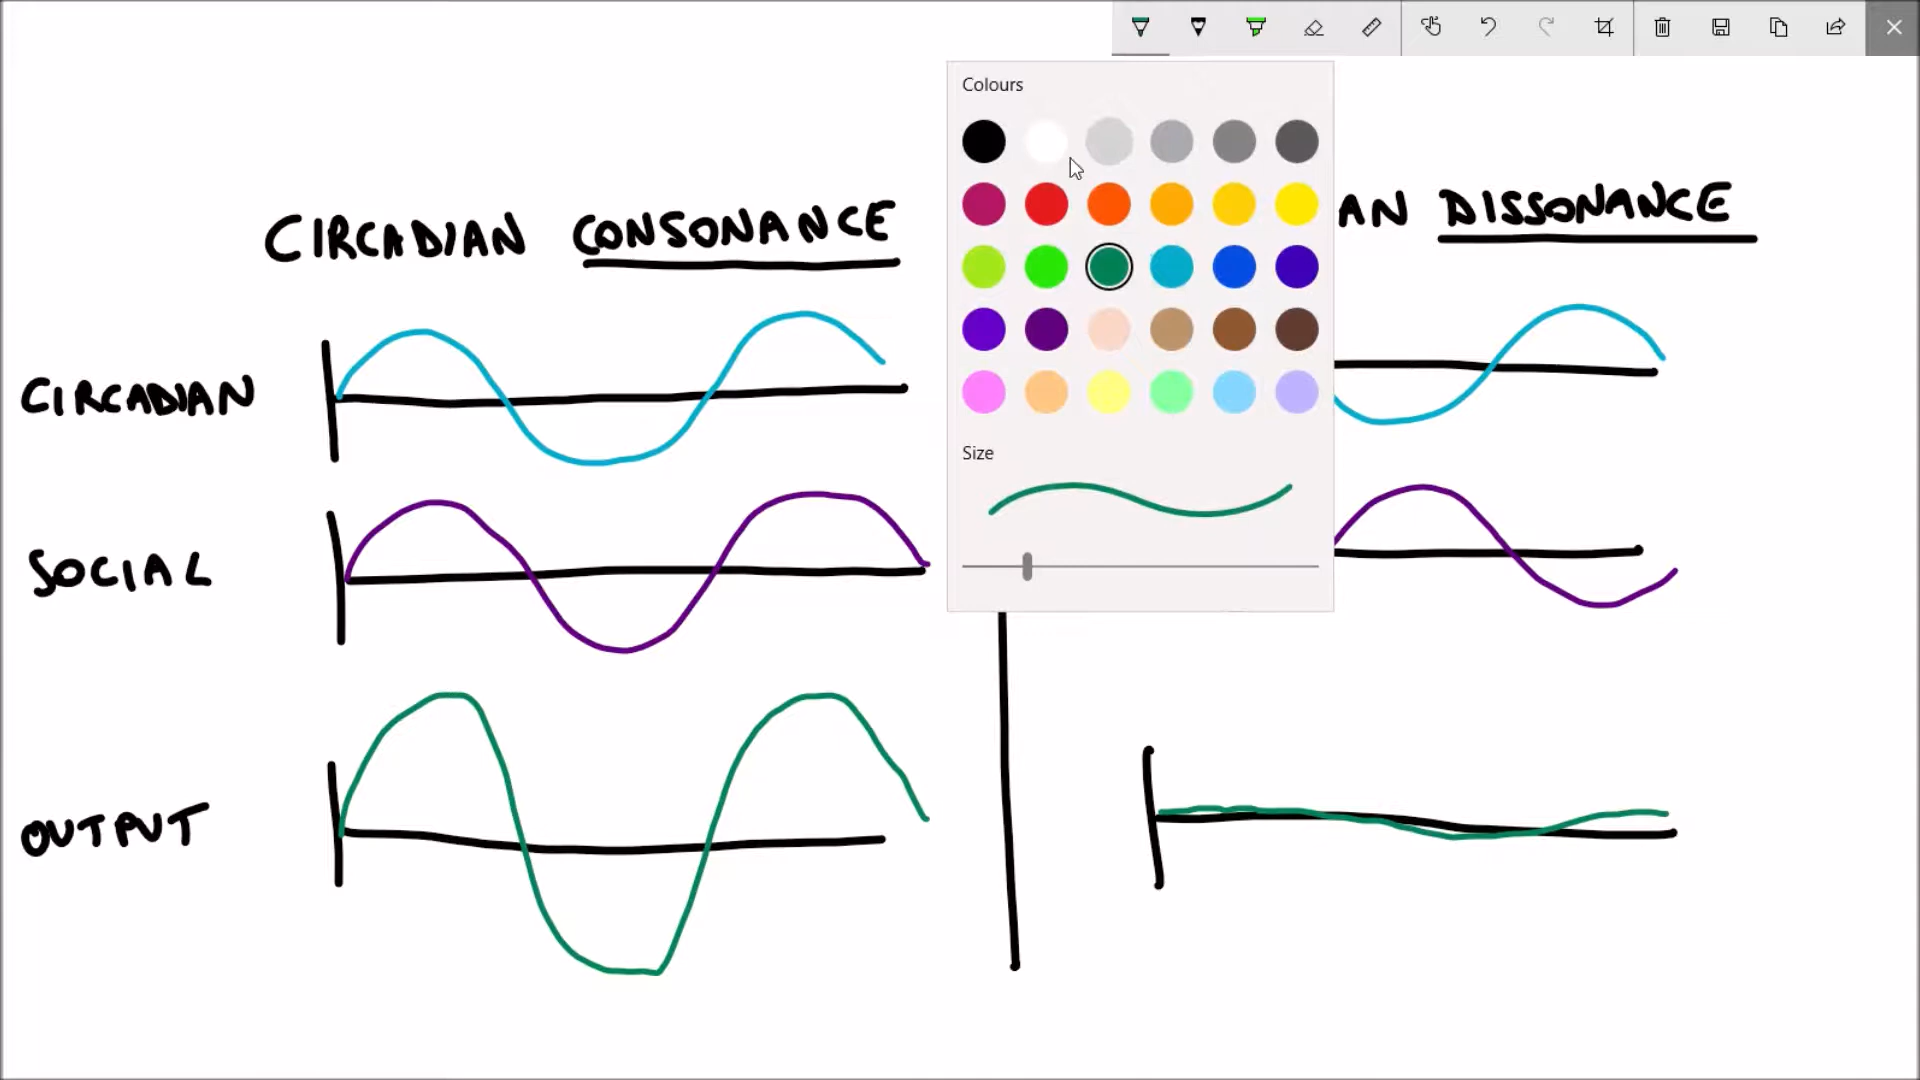 Colours
CIRCADIAN CONSONANCE
AN DISSONANCE
CIRCADIAN
Size
SOCIAL
OUTPUT